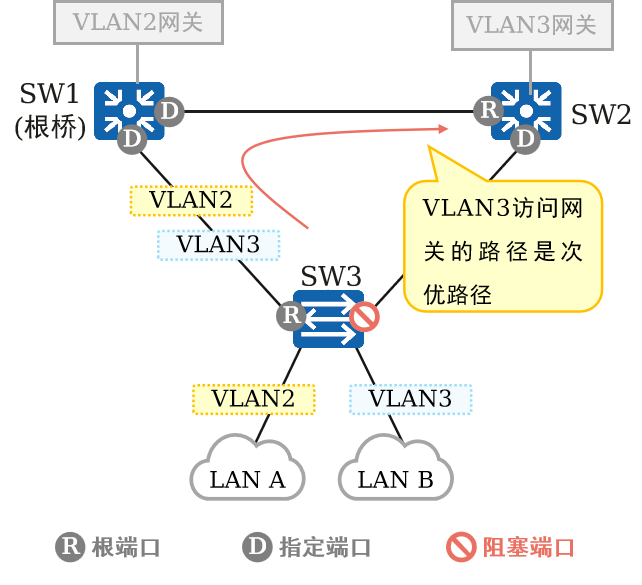 VLAN2网关
VLAN3网关
SW1
(根桥)
D
R
SW2
D
D
VLAN2
VLAN3
VLAN3访问网
关的路径是次
优路径
SW3
R
VLAN2
VLAN3
LAN A
LAN B
R 根端口
D 指定端口
阻塞端口